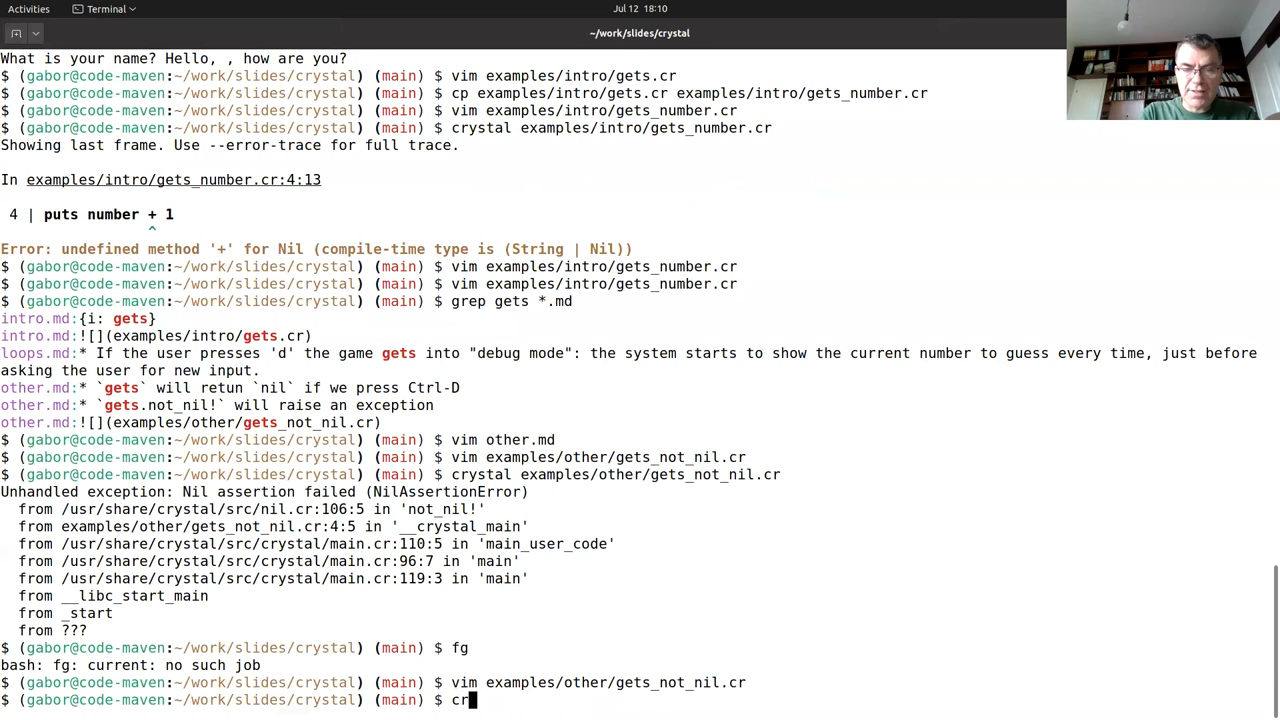 Activities
Terminal
Jul 12 18:10
~/work/slides/crystal
What is your name? Hello, , how are you?
$ (gabor@code-maven:~/work/slides/crystal) (main) $ vim examples/intro/gets.cr
$ (gabor@code-maven:~/work/slides/crystal) (main) $ cp examples/intro/gets.cr examples/intro/gets_number.cr
$ (gabor@code-maven:~/work/slides/crystal) (main) $ vim examples/intro/gets_number.cr
$ (gabor@code-maven:~/work/slides/crystal) (main) $ crystal examples/intro/gets_number.cr
Showing last frame. Use --error-trace for full trace.
In examples/intro/gets_number.cr:4:13
4 | puts number + 1
^
Error: undefined method '+' for Nil (compile-time type is (String | Nil))
$ (gabor@code-maven:~/work/slides/crystal) (main) $ vim examples/intro/gets_number.cr
$ (gabor@code-maven:~/work/slides/crystal) (main) $ vim examples/intro/gets_number.cr
$ (gabor@code-maven:~/work/slides/crystal) (main) $ grep gets *.md
intro.md:{i: gets}
intro.md:![](examples/intro/gets.cr)
loops.md:* If the user presses 'd' the game gets into "debug mode": the system starts to show the current number to guess every time, just before
asking the user for new input.
other.md:* `gets` will retun `nil` if we press Ctrl-D
other.md:* `gets.not_nil!` will raise an exception
other.md:![](examples/other/gets_not_nil.cr)
$ (gabor@code-maven:~/work/slides/crystal) (main) $ vim other.md
$ (gabor@code-maven:~/work/slides/crystal) (main) $ vim examples/other/gets_not_nil.cr
$ (gabor@code-maven:~/work/slides/crystal) (main) $ crystal examples/other/gets_not_nil.cr
Unhandled exception: Nil assertion failed (NilAssertionError)
from /usr/share/crystal/src/nil.cr:106:5 in 'not_nil!'
from examples/other/gets_not_nil.cr:4:5 in '__crystal_main'
from /usr/share/crystal/src/crystal/main.cr:110:5 in 'main_user_code'
from /usr/share/crystal/src/crystal/main.cr:96:7 in 'main'
from /usr/share/crystal/src/crystal/main.cr:119:3 in 'main'
from __libc_start_main
from _start
from ???
$ (gabor@code-maven:~/work/slides/crystal) (main) $ fg
bash: fg: current: no such job
$ (gabor@code-maven:~/work/slides/crystal) (main) $ vim examples/other/gets_not_nil.cr
$ (gabor@code-maven:~/work/slides/crystal) (main) $ cr